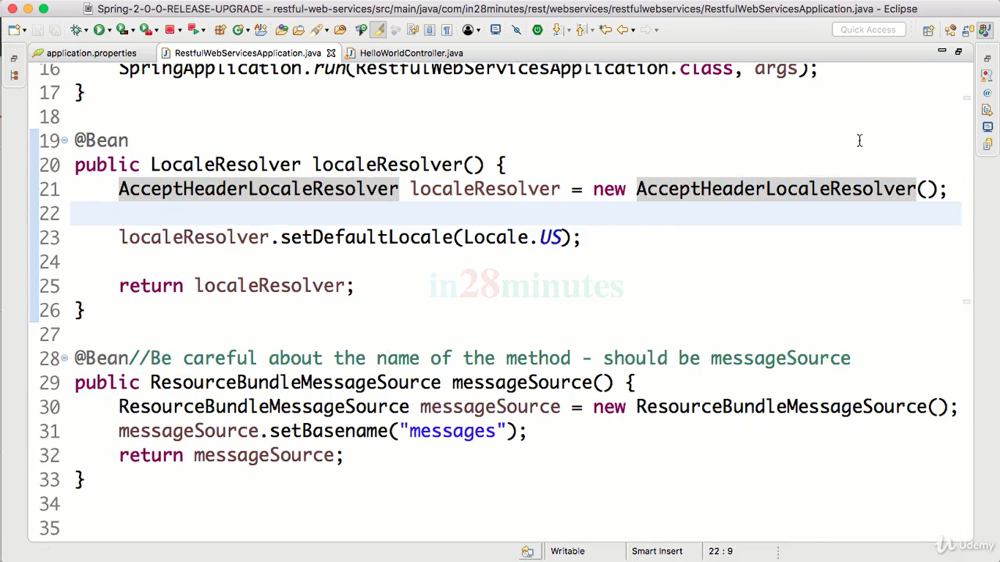 Spring-2-0-0-RELEASE-UPGRADE - restful-web-services/src/main/java/com/in28minutes/rest/webservices/restfulwebservices/RestfulWebServicesApplication.java - Eclipse
Quick Access
application.properties RestfulWebServicesApplication.java HelloWorldController.java
16 SpringApplication.run(RestfulWebServicesApplication.class, args);
17 }
18
19 @Bean
20 public LocaleResolver localeResolver() {
21 AcceptHeaderLocaleResolver localeResolver = new AcceptHeaderLocaleResolver();
22
23 localeResolver.setDefaultLocale(Locale.US);
24
25 return localeResolver;
in28minutes
26 }
27
28 @Bean//Be careful about the name of the method - should be messageSource
29 public ResourceBundleMessageSource messageSource() {
30 ResourceBundleMessageSource messageSource = new ResourceBundleMessageSource();
31 messageSource.setBasename("messages");
32 return messageSource;
33 }
34
35
Writable Smart Insert 22 : 9
Udemy